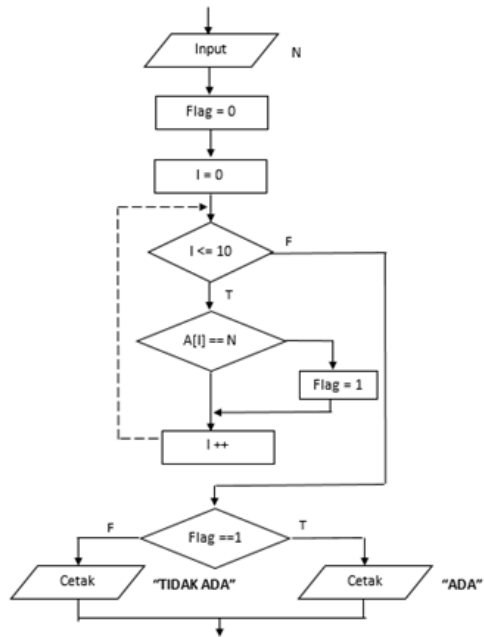 Input
N
Flag = 0
I = 0
I <= 10
F
T
A[I] == N
Flag = 1
I ++
F
Flag ==1
T
Cetak
"TIDAK ADA"
Cetak
"ADA"